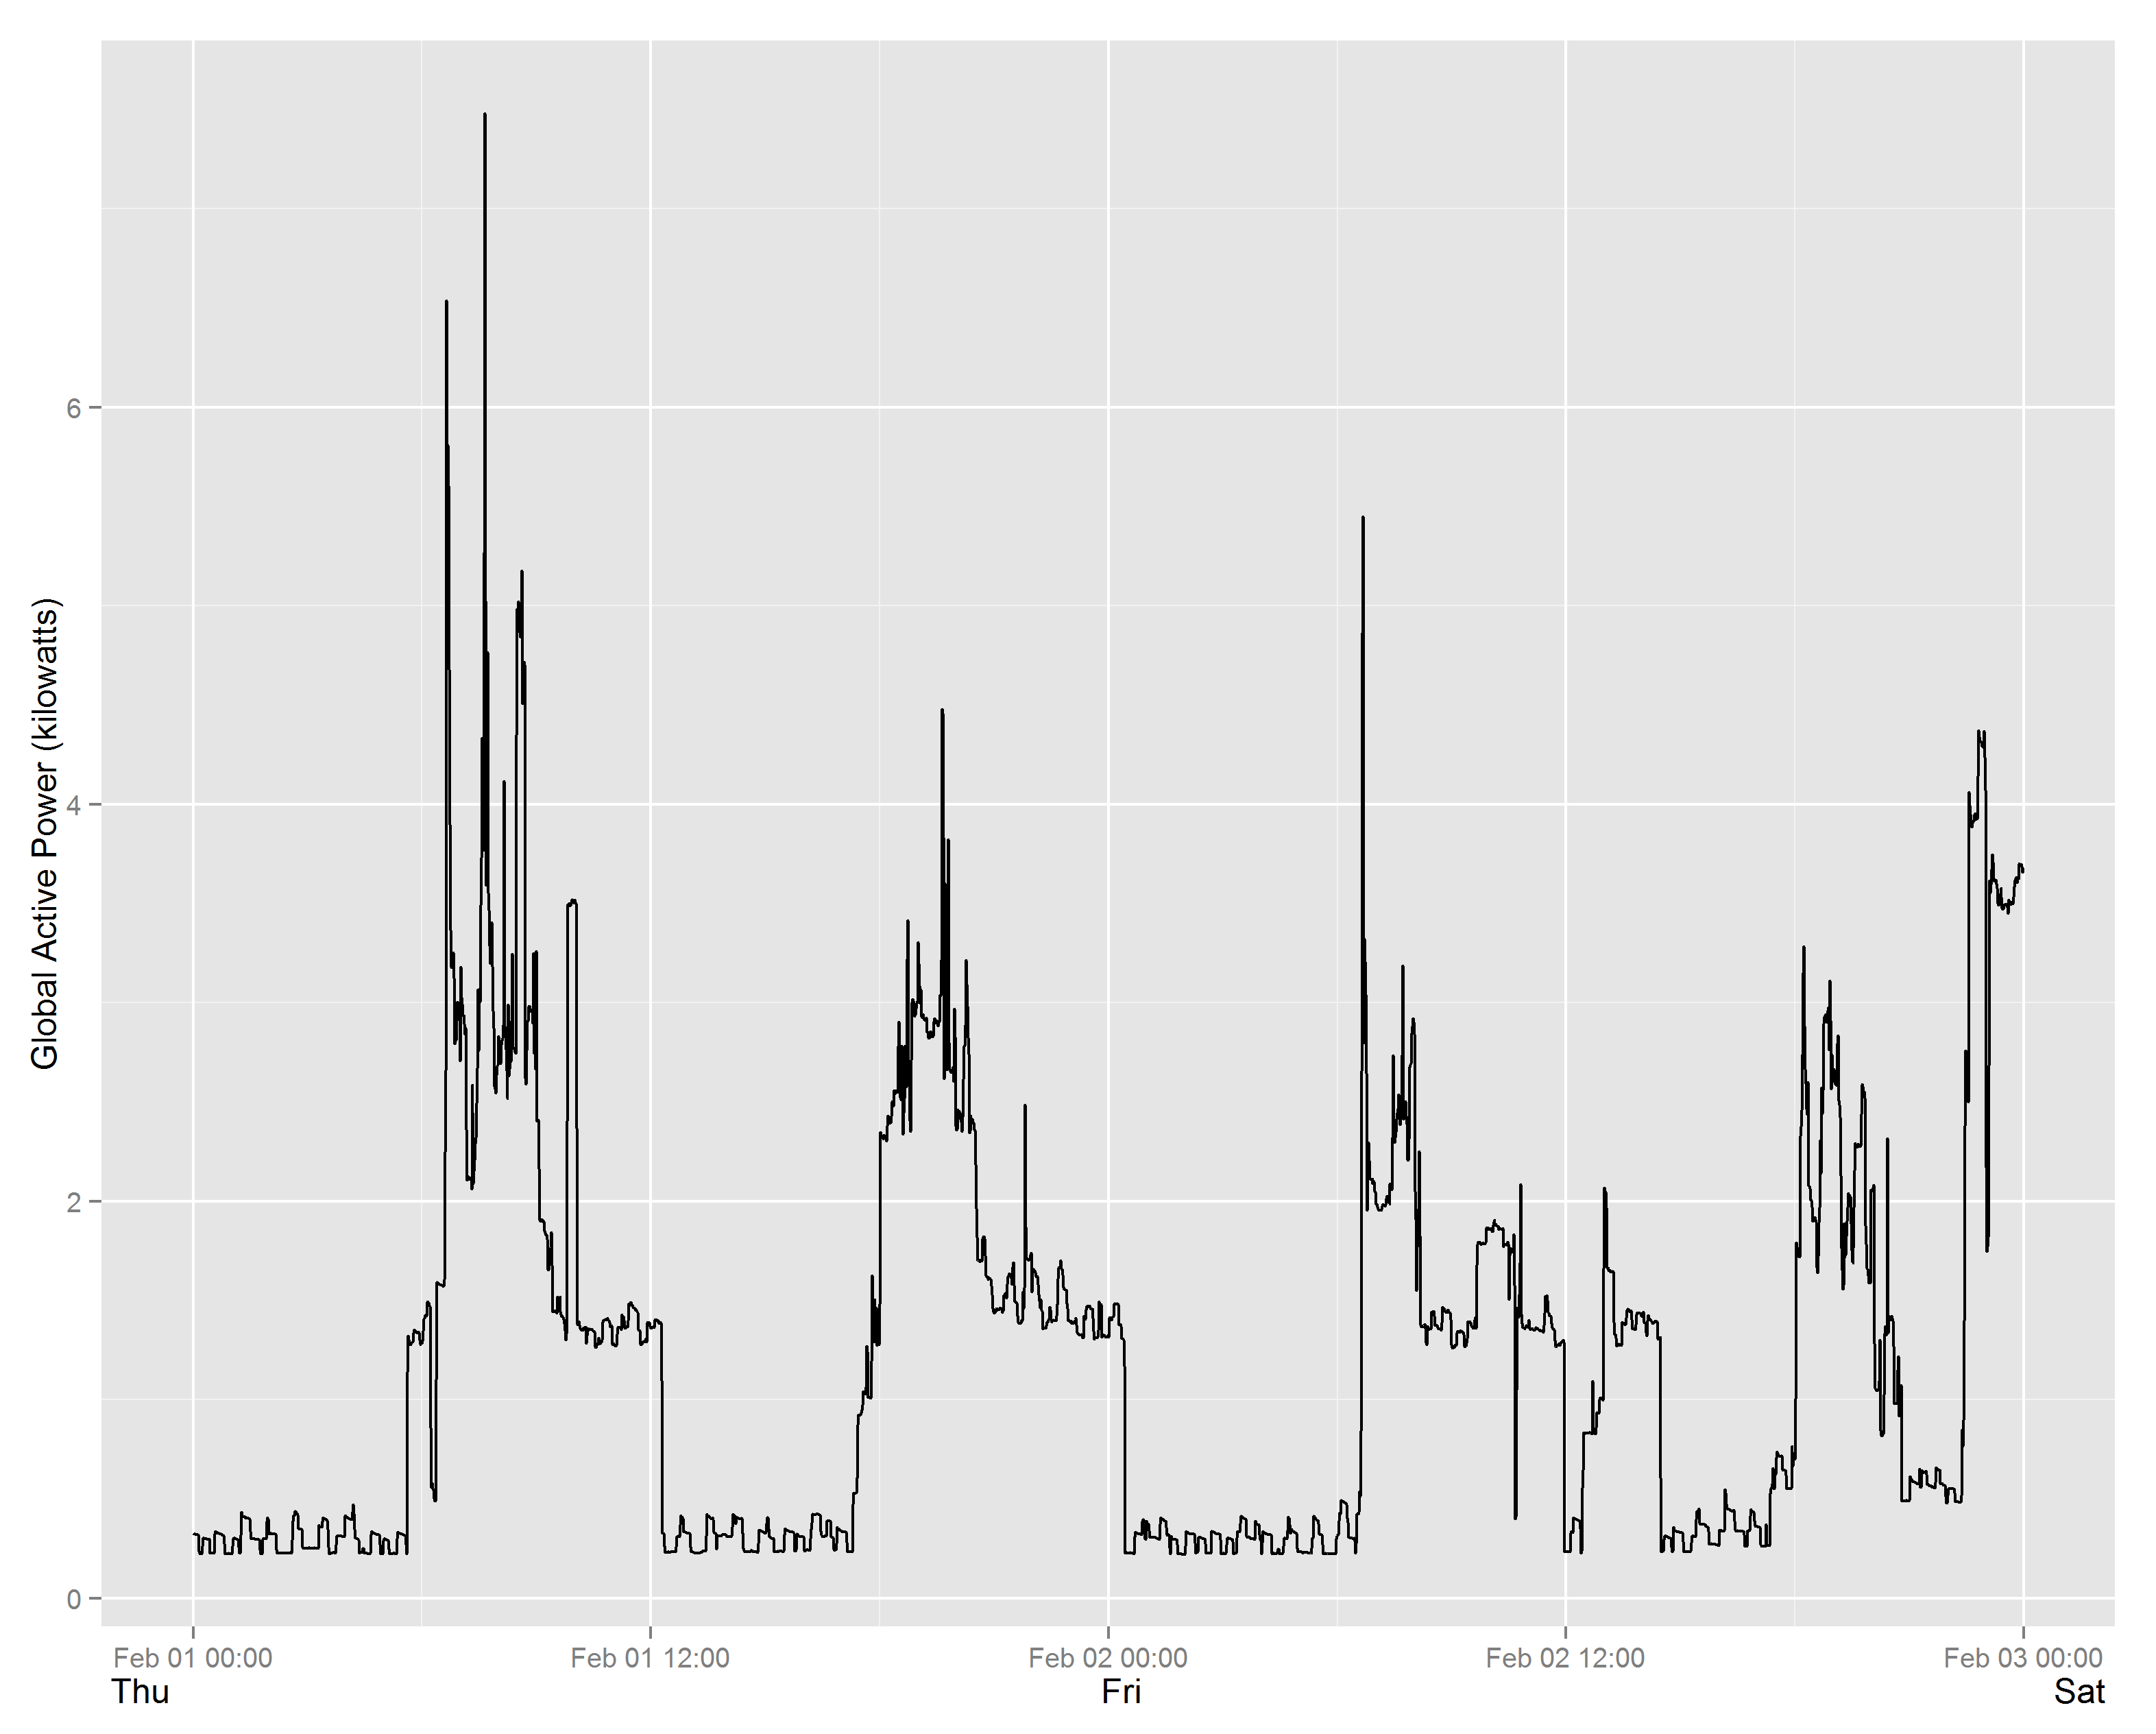 Global Active Power (kilowatts)
6
4
2
0
Feb 01 00:00 Feb 01 12:00 Feb 02 00:00 Feb 02 12:00 Feb 03 00:00
Thu Fri Sat